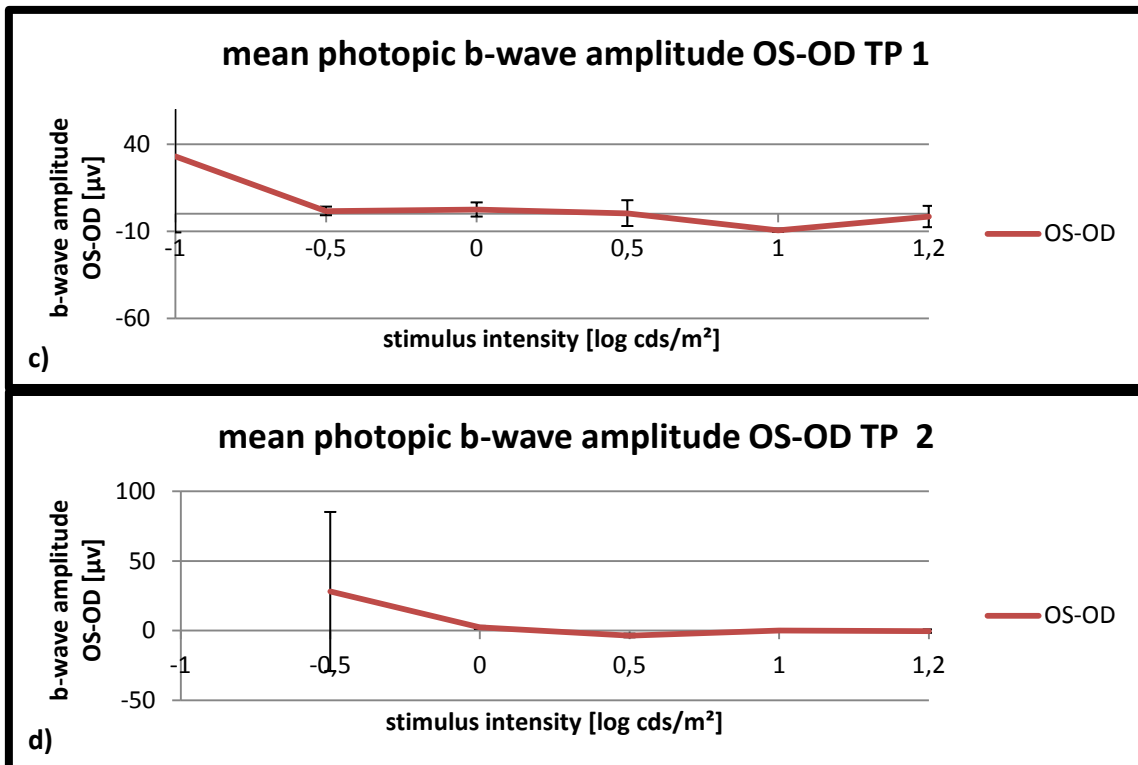 mean photopic b-wave amplitude OS-OD TP 1
b-wave amplitude
OS-OD [µv]
40
-10
-60
-1
-0,5
0
0,5
1
1,2
OS-OD
stimulus intensity [log cds/m²]
c)
mean photopic b-wave amplitude OS-OD TP 2
b-wave amplitude
OS-OD [µv]
100
50
0
-50
-1
-0,5
0
0,5
1
1,2
OS-OD
stimulus intensity [log cds/m²]
d)